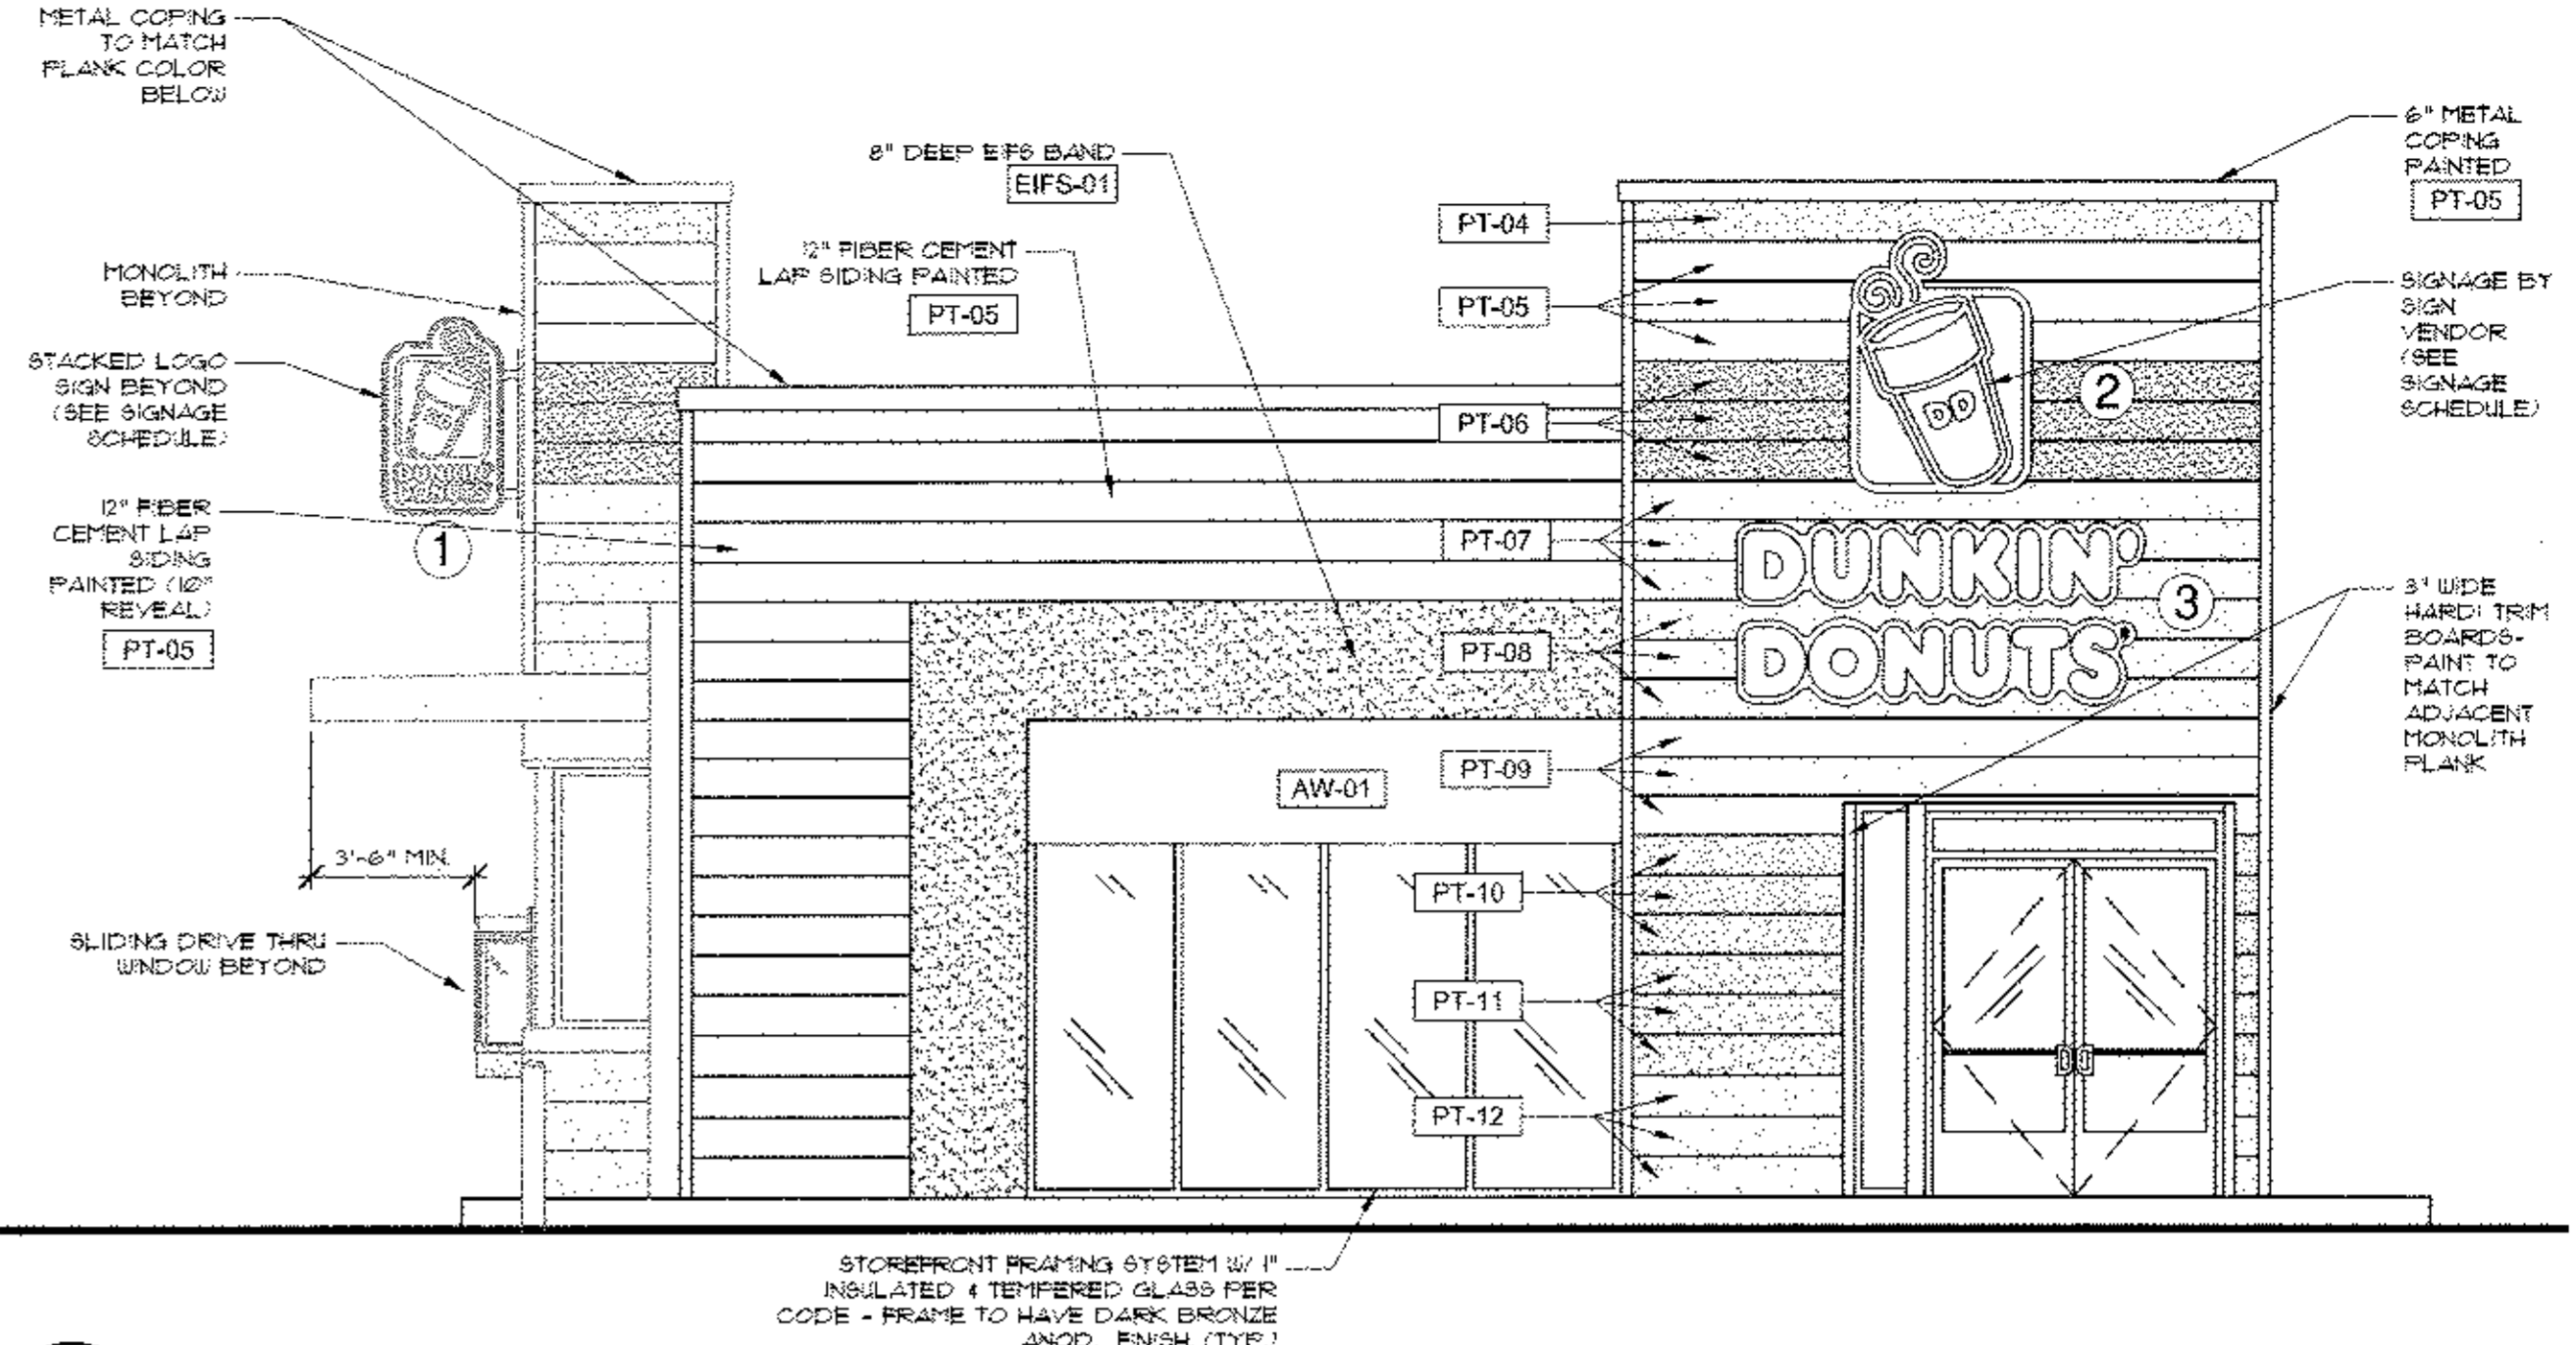 METAL COPING
TO MATCH
PLANK COLOR
BELOW
MONOLITH
BEYOND
STACKED LOGO
SIGN BEYOND
(SEE SIGNAGE
SCHEDULE)
1
12" FIBER
CEMENT LAP
SIDING
PAINTED (10"
REVEAL)
PT-05
3'-6" MIN.
SLIDING DRIVE THRU
WINDOW BEYOND
8" DEEP EIFS BAND
EIFS-01
12" FIBER CEMENT
LAP SIDING PAINTED
PT-05
AW-01
STOREFRONT FRAMING SYSTEM W/ 1"
INSULATED & TEMPERED GLASS PER
CODE - FRAME TO HAVE DARK BRONZE
ANOD. FINISH (TYP.)
PT-04
PT-05
PT-06
PT-07
PT-08
PT-09
PT-10
PT-11
PT-12
DD
2
DUNKIN'
DONUTS
3
6" METAL
COPING
PAINTED
PT-05
SIGNAGE BY
SIGN
VENDOR
(SEE
SIGNAGE
SCHEDULE)
3" WIDE
HARDI TRIM
BOARDS-
PAINT TO
MATCH
ADJACENT
MONOLITH
PLANK